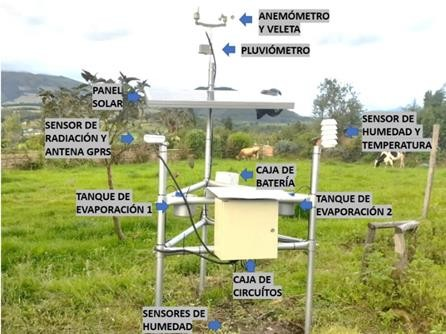 ANEMÓMETRO
Y VELETA
PLUVIÓMETRO
PANEL
SOLAR
SENSOR DE
RADIACIÓN Y
ANTENA GPRS
SENSOR DE
HUMEDAD Y
TEMPERATURA
CAJA DE
BATERÍA
TANQUE DE
EVAPORACIÓN 1
TANQUE DE
EVAPORACIÓN 2
CAJA DE
CIRCUÍTOS
SENSORES DE
HUMEDAD